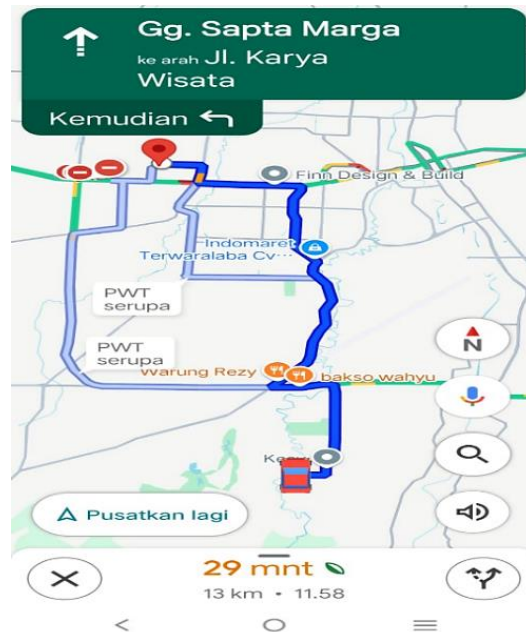 Gg. Sapta Marga
ke arah Jl. Karya
Wisata
Kemudian
Finn Design & Build
Indomaret
Terwaralaba Cv...
PWT
serupa
PWT
serupa
Warung Rezy
bakso wahyu
N
Pusatkan lagi
29 mnt
13 km • 11.58